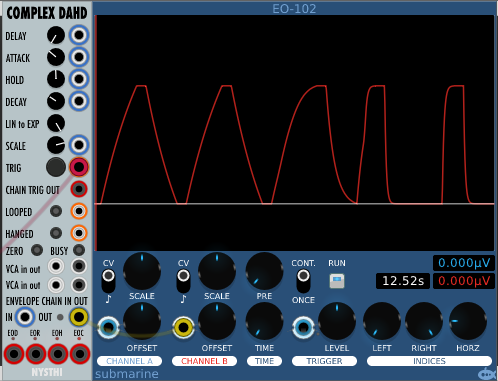 COMPLEX DAHD
DELAY
ATTACK
HOLD
DECAY
LIN to EXP
SCALE
TRIG
CHAIN TRIG OUT
LOOPED
HANGED
ZERO BUSY
VCA in out
VCA in out
ENVELOPE CHAIN IN OUT
IN OUT
EOD EOR EOH EOC
NYSTHI
EO-102
CV CV CONT. RUN
0.000μV
12.52s 0.000μV
♪ SCALE ♪ SCALE PRE ONCE
OFFSET OFFSET TIME LEVEL LEFT RIGHT HORZ
CHANNEL A CHANNEL B TIME TRIGGER INDICES
submarine